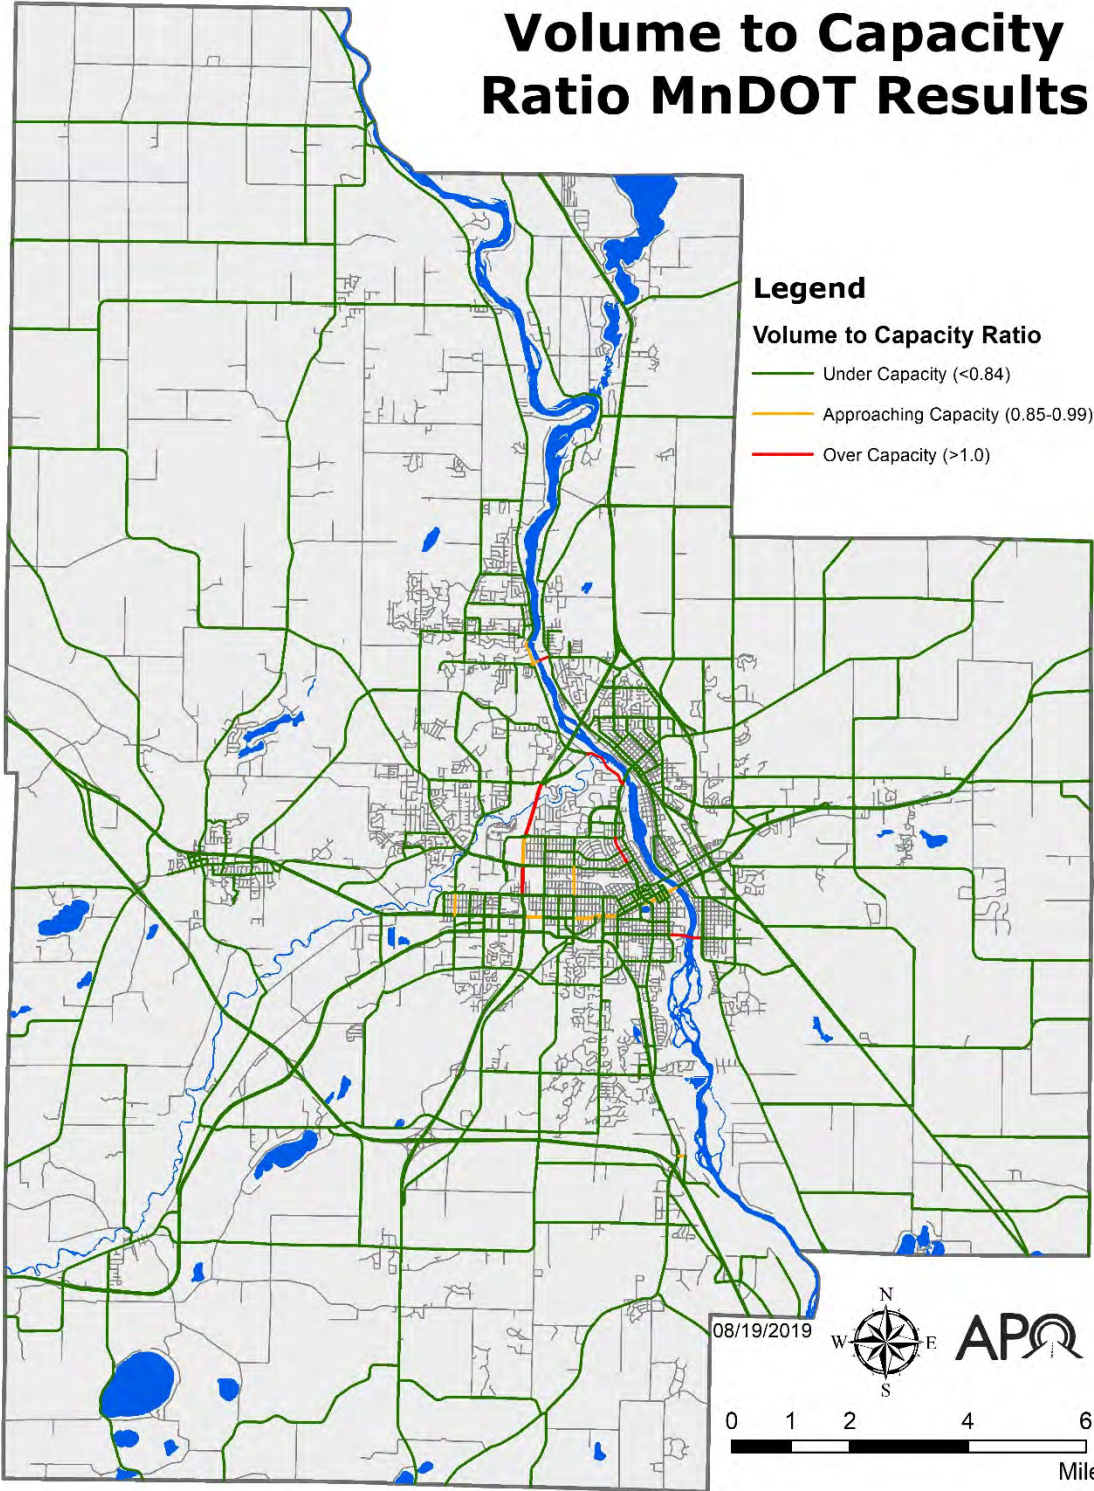 Volume to Capacity
Ratio MnDOT Results
Legend
Volume to Capacity Ratio
Under Capacity (<0.84)
Approaching Capacity (0.85-0.99)
Over Capacity (>1.0)
08/19/2019
N
W E
S
APO
0 1 2 4 6
Mile